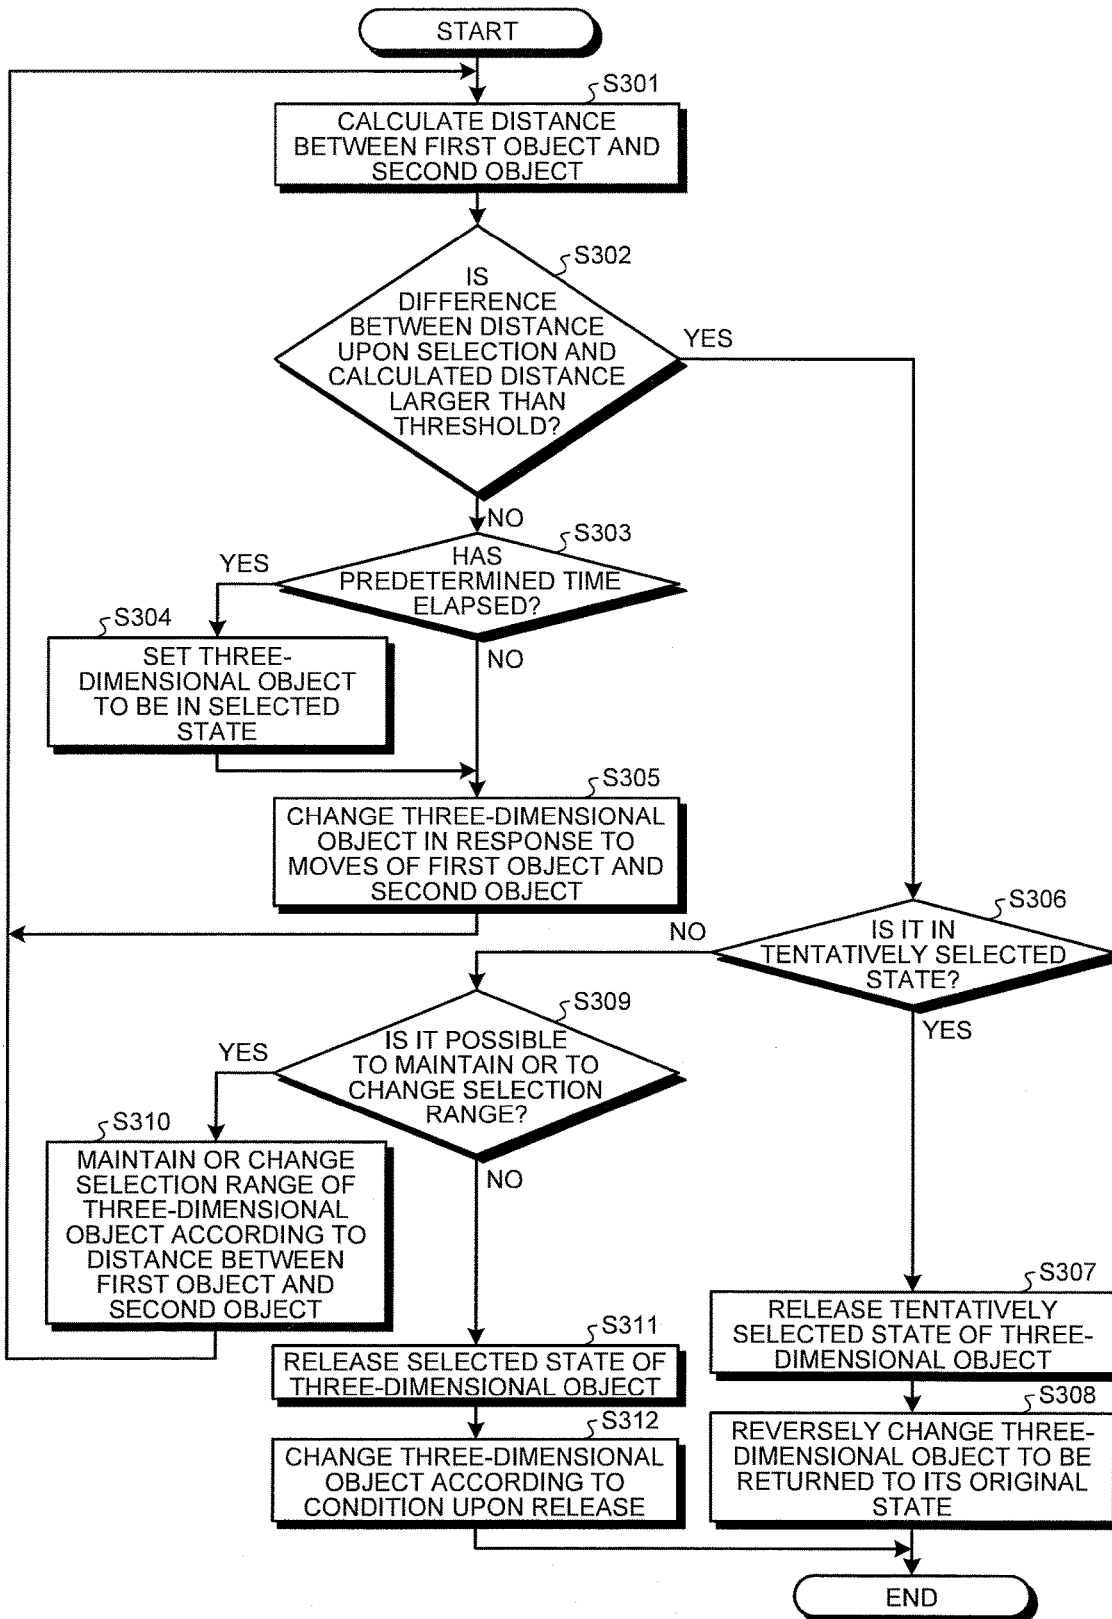 START
S301
CALCULATE DISTANCE
BETWEEN FIRST OBJECT AND
SECOND OBJECT
S302
IS
DIFFERENCE
BETWEEN DISTANCE
UPON SELECTION AND
CALCULATED DISTANCE
LARGER THAN
THRESHOLD?
YES
NO
S303
HAS
PREDETERMINED TIME
ELAPSED?
YES
NO
S304
SET THREE-
DIMENSIONAL OBJECT
TO BE IN SELECTED
STATE
S305
CHANGE THREE-DIMENSIONAL
OBJECT IN RESPONSE TO
MOVES OF FIRST OBJECT AND
SECOND OBJECT
S306
IS IT IN
TENTATIVELY SELECTED
STATE?
NO
YES
S309
IS IT POSSIBLE
TO MAINTAIN OR TO
CHANGE SELECTION
RANGE?
YES
NO
S310
MAINTAIN OR CHANGE
SELECTION RANGE OF
THREE-DIMENSIONAL
OBJECT ACCORDING TO
DISTANCE BETWEEN
FIRST OBJECT AND
SECOND OBJECT
S311
RELEASE SELECTED STATE OF
THREE-DIMENSIONAL OBJECT
S312
CHANGE THREE-DIMENSIONAL
OBJECT ACCORDING TO
CONDITION UPON RELEASE
S307
RELEASE TENTATIVELY
SELECTED STATE OF THREE-
DIMENSIONAL OBJECT
S308
REVERSELY CHANGE THREE-
DIMENSIONAL OBJECT TO BE
RETURNED TO ITS ORIGINAL
STATE
END